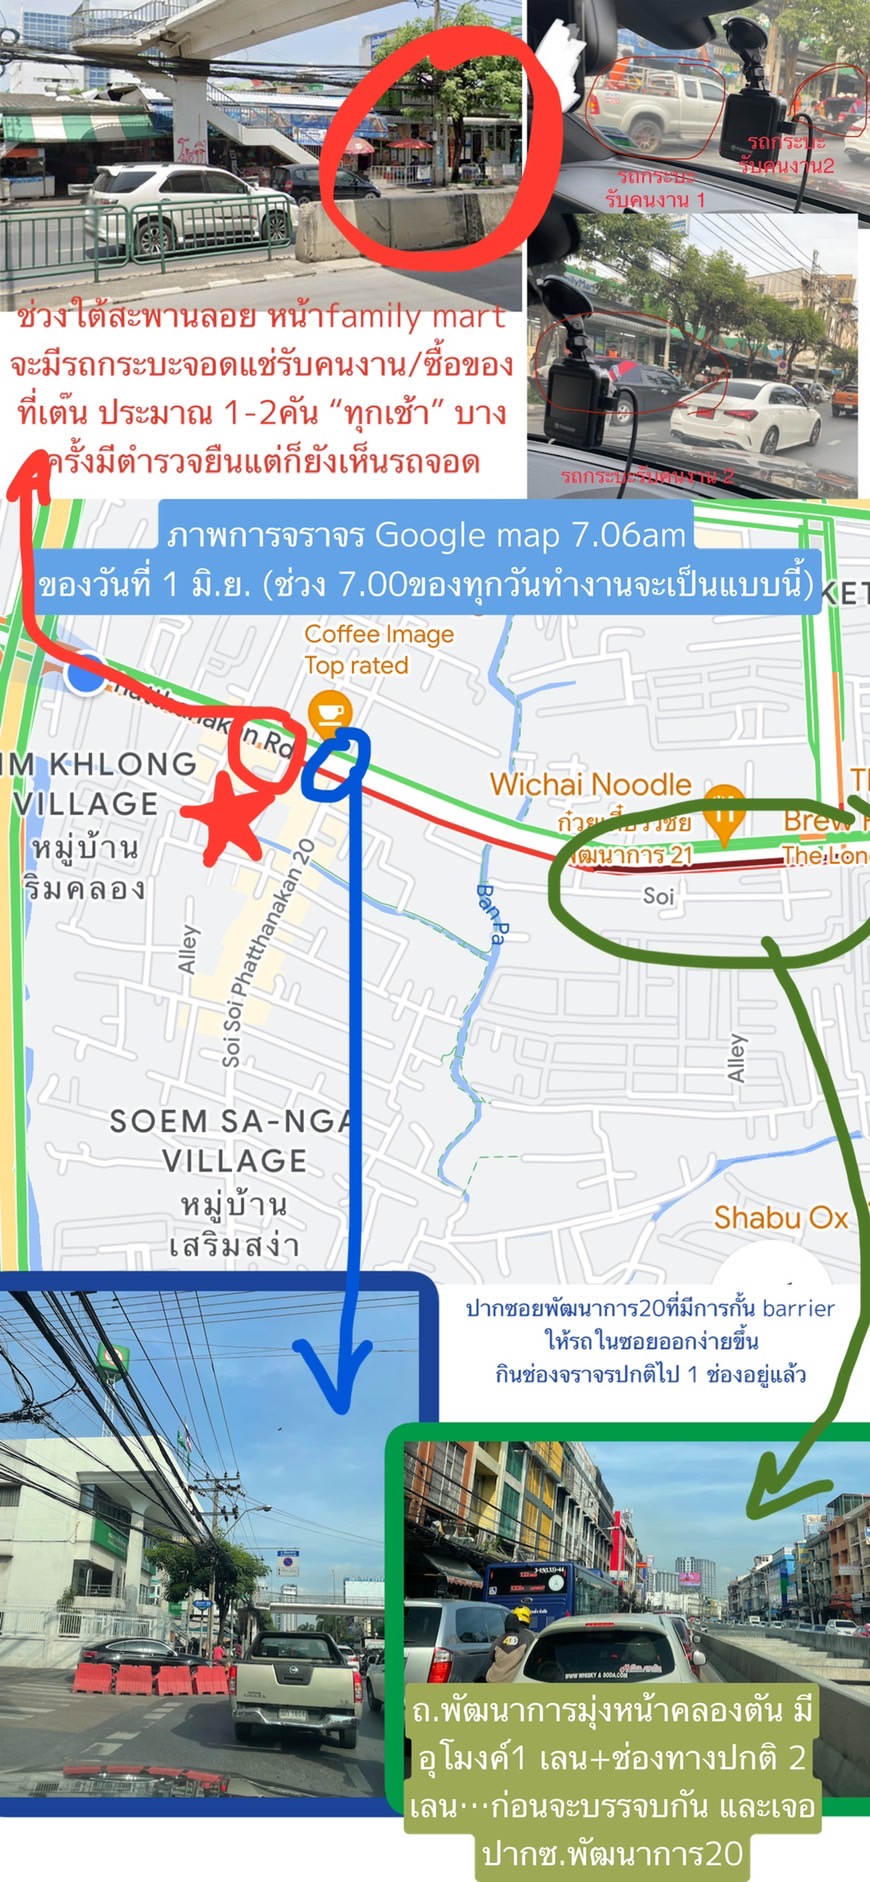 รถกระบะ
รับคนงาน 1
รถกระบะ
รับคนงาน2
รถกระบะรับคนงาน 2
ช่วงใต้สะพานลอย หน้าfamily mart
จะมีรถกระบะจอดแช่รับคนงาน/ซื้อของ
ที่เต๊น ประมาณ 1-2คัน “ทุกเช้า” บาง
ครั้งมีตำรวจยืนแต่ก็ยังเห็นรถจอด
ภาพการจราจร Google map 7.06am
ของวันที่ 1 มิ.ย. (ช่วง 7.00ของทุกวันทำงานจะเป็นแบบนี้)
KET
Coffee Image
Top rated
hatthanakan Rd
IM KHLONG
VILLAGE
หมู่บ้าน
ริมคลอง
Wichai Noodle
ก๋วยเตี๋ยววิชัย
พัฒนาการ 21
Brew
The Lon
Soi
Ban Pa
Alley
Soi Soi Phatthanakan 20
Alley
SOEM SA-NGA
VILLAGE
หมู่บ้าน
เสริมสง่า
Shabu Ox
ปากซอยพัฒนาการ20ที่มีการกั้น barrier
ให้รถในซอยออกง่ายขึ้น
กินช่องจราจรปกติไป 1 ช่องอยู่แล้ว
WWW.WHISKY & SODA.COM
ถ.พัฒนาการมุ่งหน้าคลองตัน มี
อุโมงค์1 เลน+ช่องทางปกติ 2
เลน…ก่อนจะบรรจบกัน และเจอ
ปากซ.พัฒนาการ20